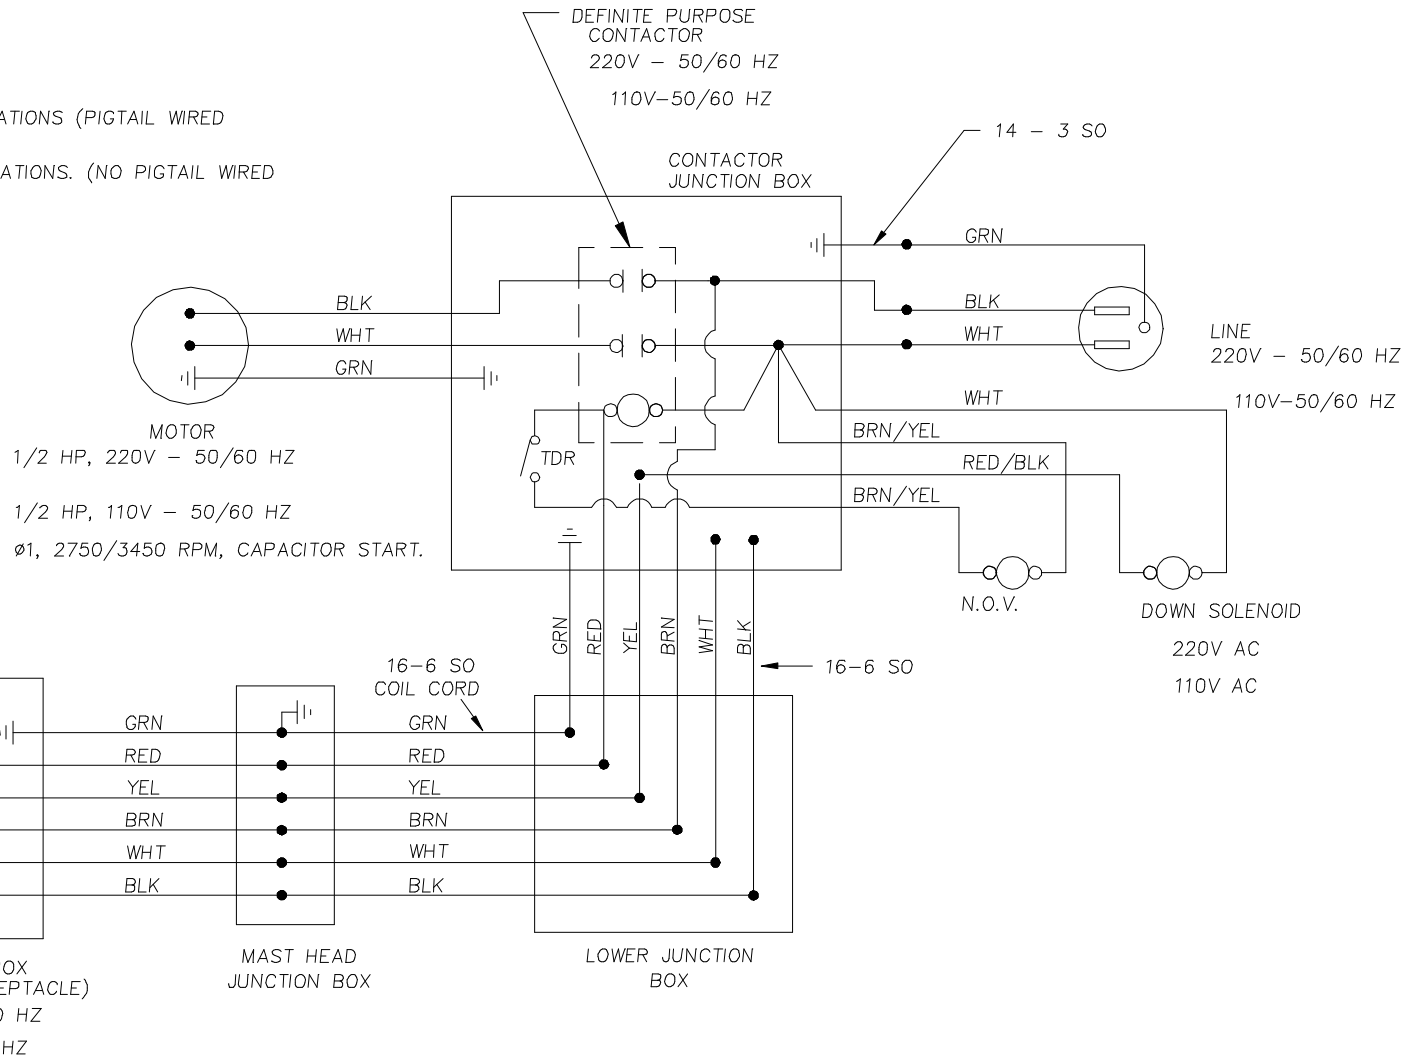 DEFINITE PURPOSE
CONTACTOR
220V - 50/60 HZ
110V-50/60 HZ
ATIONS (PIGTAIL WIRED
14 - 3 SO
ATIONS. (NO PIGTAIL WIRED
CONTACTOR
JUNCTION BOX
GRN
BLK
BLK
WHT
WHT
LINE
220V - 50/60 HZ
GRN
WHT
110V-50/60 HZ
MOTOR
1/2 HP, 220V - 50/60 HZ
BRN/YEL
TDR
RED/BLK
BRN/YEL
1/2 HP, 110V - 50/60 HZ
ø1, 2750/3450 RPM, CAPACITOR START.
N.O.V.
DOWN SOLENOID
220V AC
110V AC
GRN
RED
YEL
BRN
WHT
BLK
16-6 SO
16-6 SO
COIL CORD
GRN
GRN
RED
RED
YEL
YEL
BRN
BRN
WHT
WHT
BLK
BLK
MAST HEAD
JUNCTION BOX
LOWER JUNCTION
BOX
OX
EPTACLE)
0 HZ
HZ